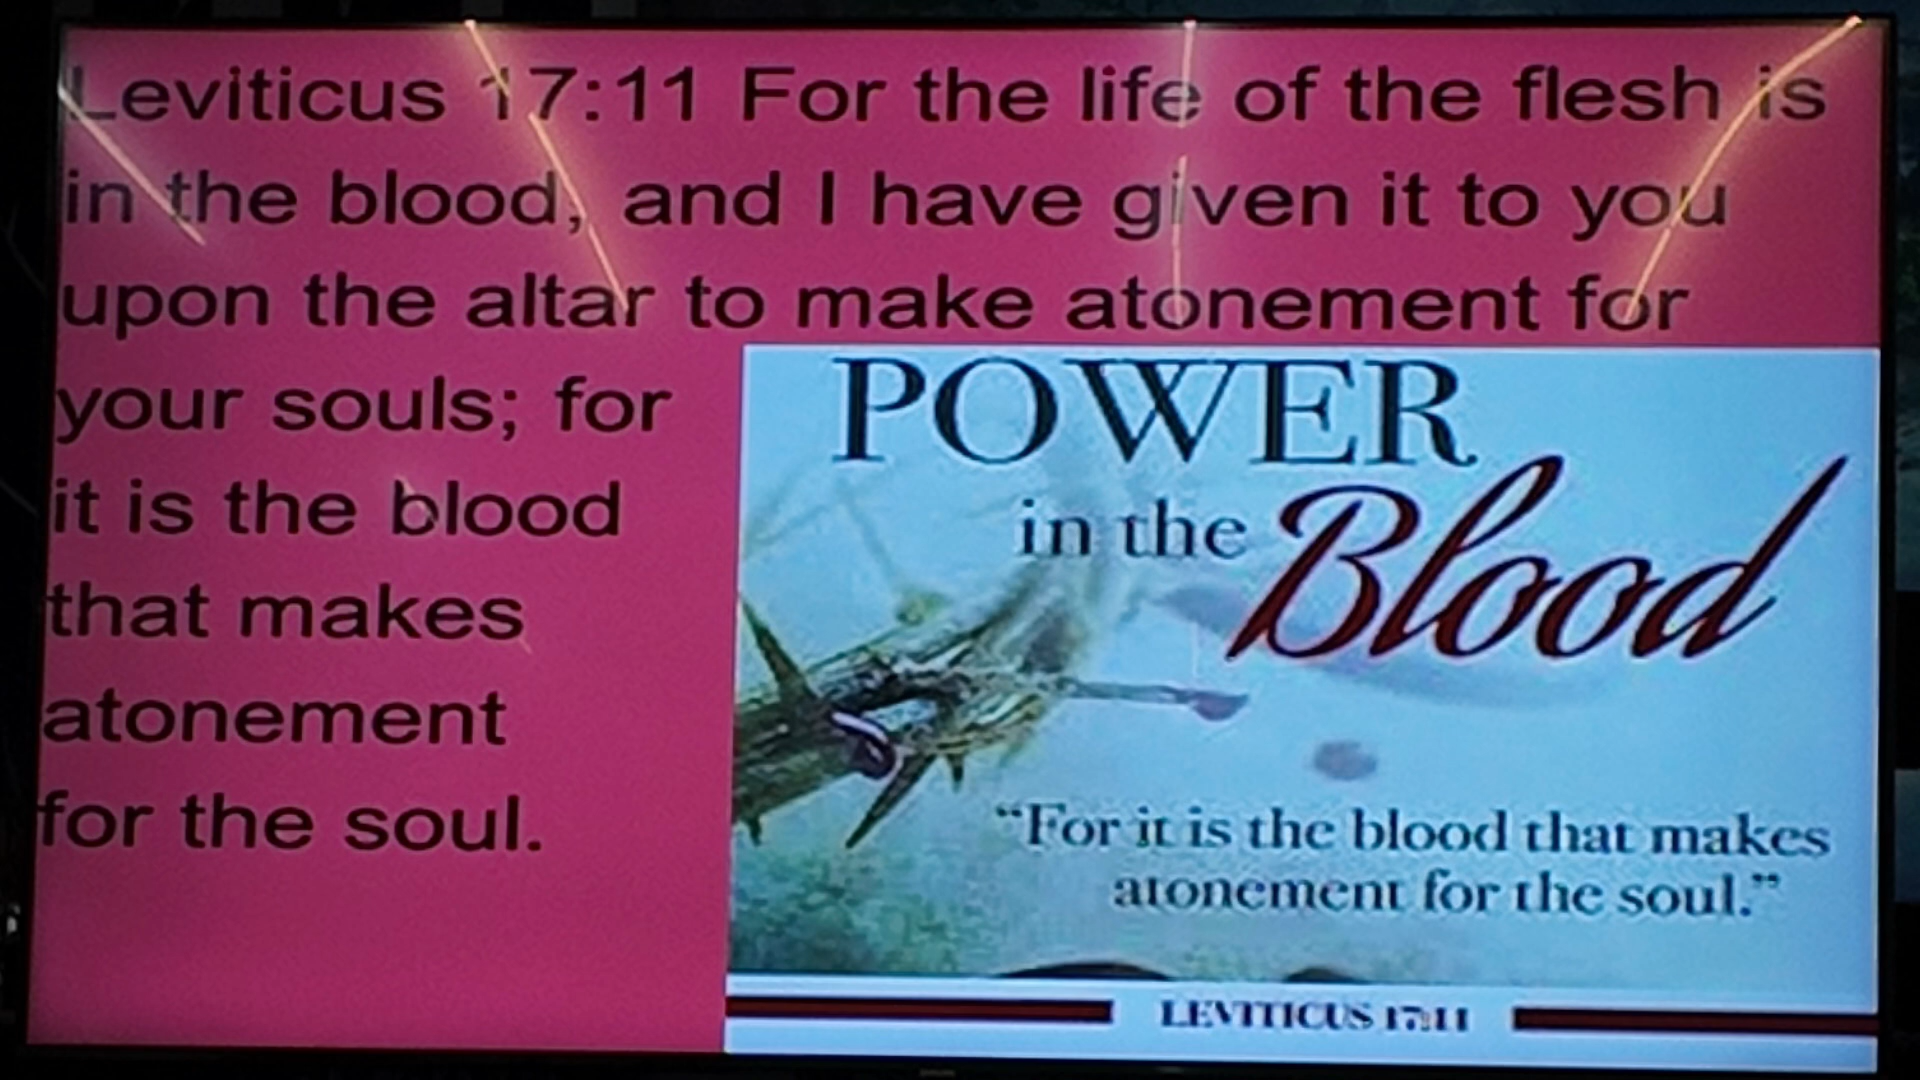 Leviticus 17:11 For the life of the flesh is
in the blood, and I have given it to you
upon the altar to make atonement for
your souls; for
it is the blood
that makes
atonement
for the soul.
POWER
in the Blood
“For it is the blood that makes
atonement for the soul.”
LEVITICUS 17:11